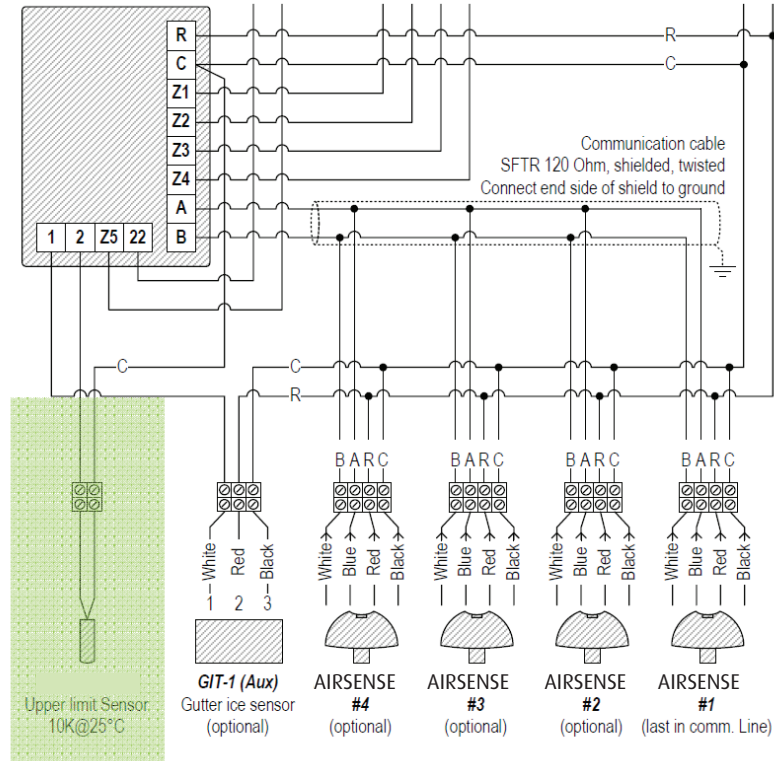 R
R
C
C
Z1
Z2
Z3
Z4
A
B
1 2 Z5 22
Communication cable
SFTR 120 Ohm, shielded, twisted
Connect end side of shield to ground
C
C
R
B A R C
B A R C
B A R C
B A R C
White Red Black
White Blue Red Black
White Blue Red Black
White Blue Red Black
White Blue Red Black
1 2 3
Upper limit Sensor
10K@25°C
GIT-1 (Aux)
Gutter ice sensor
(optional)
AIRSENSE
#4
(optional)
AIRSENSE
#3
(optional)
AIRSENSE
#2
(optional)
AIRSENSE
#1
(last in comm. Line)